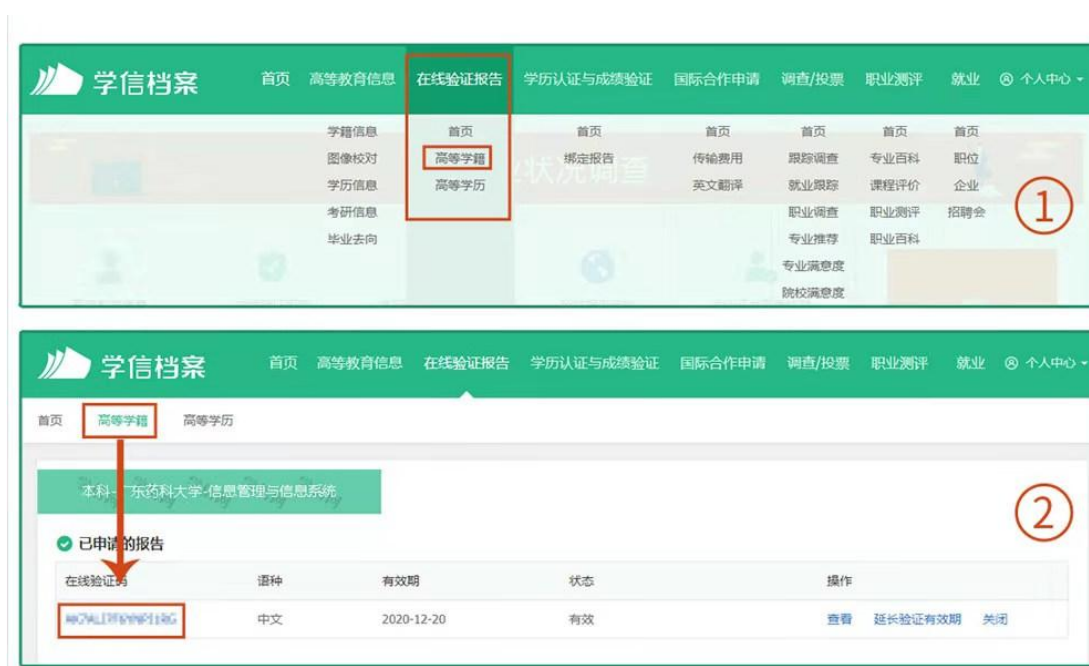 学信档案 首页 高等教育信息 在线验证报告 学历认证与成绩验证 国际合作申请 调查/投票 职业测评 就业 个人中心
学籍信息 首页 首页 首页 首页 首页 首页
图像校对 高等学籍 绑定报告 传输费用 跟踪调查 专业百科 职位
学历信息 高等学历 英文翻译 就业跟踪 课程评价 企业
考研信息 职业调查 职业测评 招聘会
毕业去向 专业推荐 职业百科
专业满意度
院校满意度
状况调查
①
学信档案 首页 高等教育信息 在线验证报告 学历认证与成绩验证 国际合作申请 调查/投票 职业测评 就业 个人中心
首页 高等学籍 高等学历
本科-广东药科大学-信息管理与信息系统
②
已申请的报告
在线验证码 语种 有效期 状态 操作
中文 2020-12-20 有效 查看 延长验证有效期 关闭